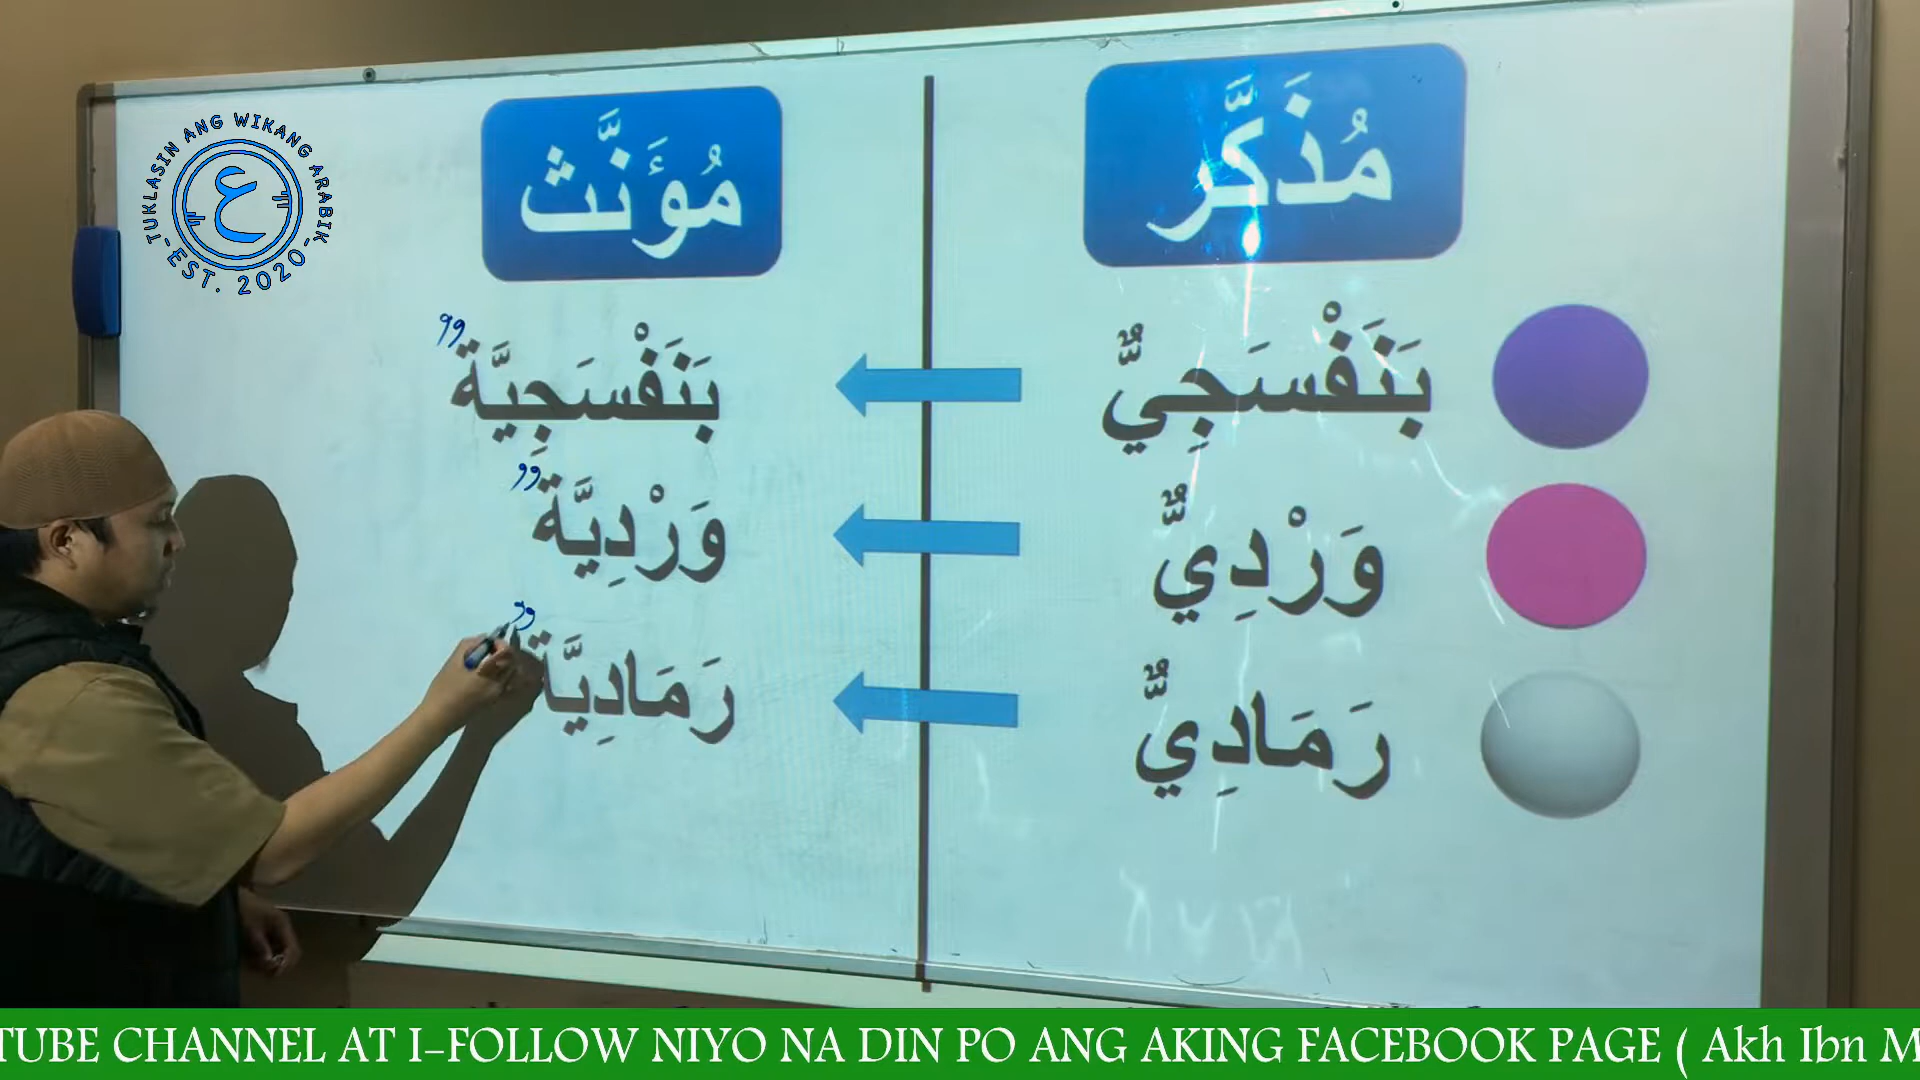 TUKLASIN ANG WIKANG ARABIK
ع
-EST. 2020-
مُذَكَّر
مُؤَنَّث
بَنَفْسَجِيٌّ
بَنَفْسَجِيَّة
وَرْدِيٌّ
وَرْدِيَّة
رَمَادِيٌّ
رَمَادِيَّة
TUBE CHANNEL AT I-FOLLOW NIYO NA DIN PO ANG AKING FACEBOOK PAGE ( Akh Ibn M